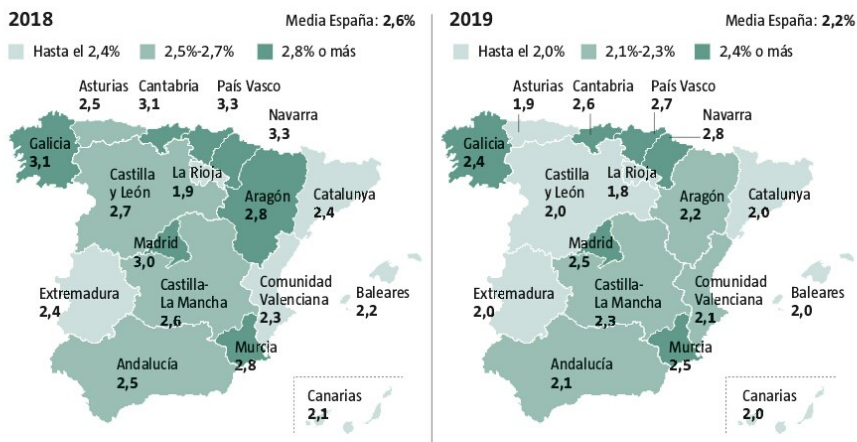 2018
Media España: 2,6%
Hasta el 2,4%
2,5%-2,7%
2,8% o más
Asturias
2,5
Cantabria
3,1
País Vasco
3,3
Navarra
3,3
Galicia
3,1
Castilla
y León
2,7
La Rioja
1,9
Aragón
2,8
Catalunya
2,4
Madrid
3,0
Extremadura
2,4
Castilla-
La Mancha
2,6
Comunidad
Valenciana
2,3
Baleares
2,2
Murcia
2,8
Andalucía
2,5
Canarias
2,1
2019
Media España: 2,2%
Hasta el 2,0%
2,1%-2,3%
2,4% o más
Asturias
1,9
Cantabria
2,6
País Vasco
2,7
Navarra
2,8
Galicia
2,4
Castilla
y León
2,0
La Rioja
1,8
Aragón
2,2
Catalunya
2,0
Madrid
2,5
Extremadura
2,0
Castilla-
La Mancha
2,3
Comunidad
Valenciana
2,1
Baleares
2,0
Murcia
2,5
Andalucía
2,1
Canarias
2,0